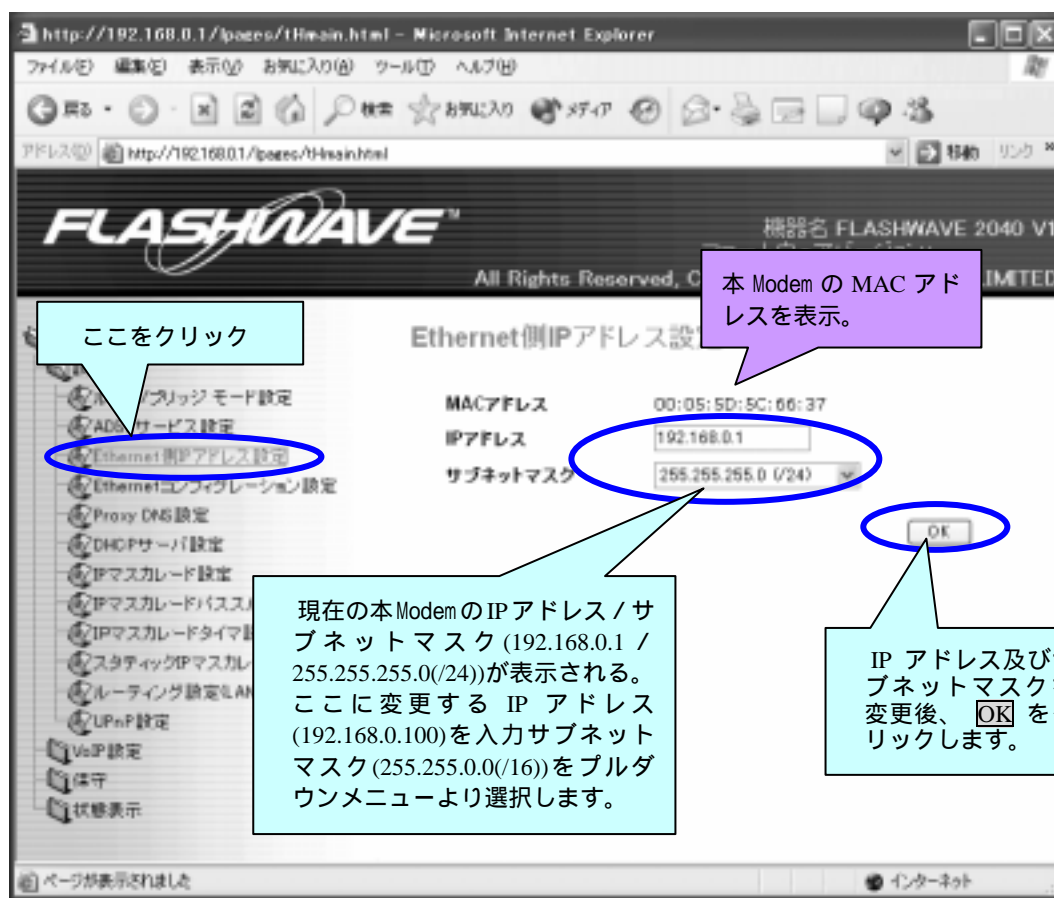 http://192.168.0.1/lpages/tHmain.html - Microsoft Internet Explorer
ファイル(F) 編集(E) 表示(V) お気に入り(A) ツール(T) ヘルプ(H)
戻る 検索 お気に入り メディア
アドレス(D) http://192.168.0.1/lpages/tHmain.html 移動 リンク »
FLASHWAVE™
機器名 FLASHWAVE 2040 V1
All Rights Reserved, C
IMITED
本 Modem の MAC アド
レスを表示。
ここをクリック
Ethernet側IPアドレス設
ブリッジ モード設定
サービス設定
Ethernet側IPアドレス設定
Ethernetコンフィグレーション設定
Proxy DNS設定
DHCPサーバ設定
IPマスカレード設定
IPマスカレードパスス
IPマスカレードタイマ
スタティックIPマスカレ
ルーティング設定(LAN
UPnP設定
VoIP設定
保守
状態表示
MACアドレス 00:05:5D:5C:66:37
IPアドレス 192.168.0.1
サブネットマスク 255.255.255.0 (/24)
OK
現在の本 Modem の IP アドレス / サ
ブネットマスク(192.168.0.1 /
255.255.255.0(/24))が表示される。
ここに変更する IP アドレス
(192.168.0.100)を入力サブネット
マスク(255.255.0.0(/16))をプルダ
ウンメニューより選択します。
IP アドレス及び
ブネットマスク
変更後、 OK を
リックします。
ページが表示されました
インターネット